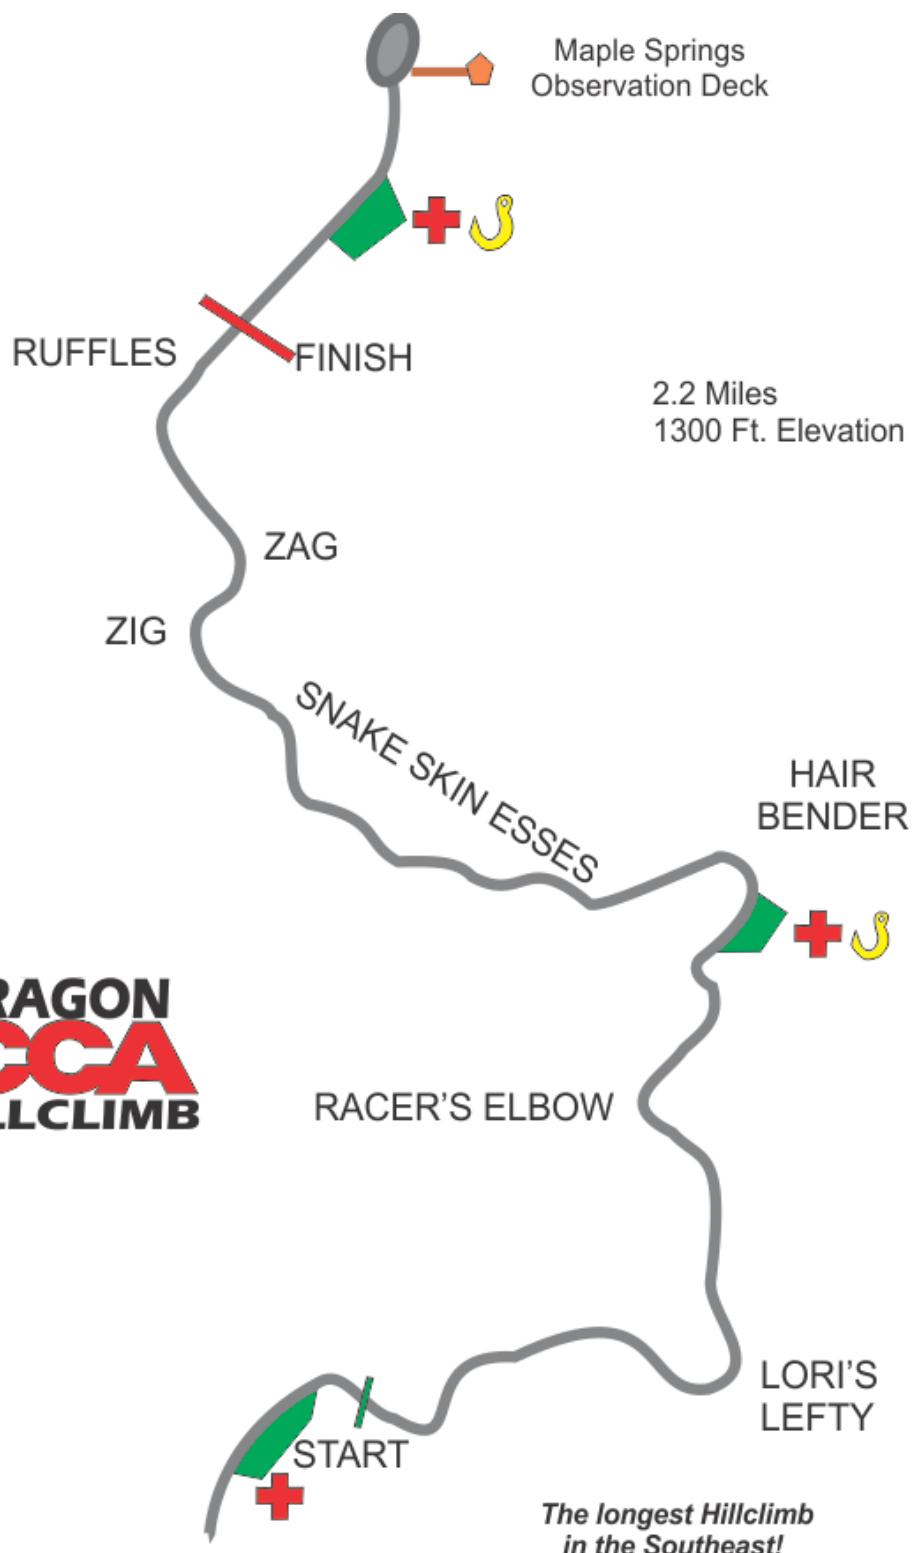 Maple Springs
Observation Deck
RUFFLES
FINISH
2.2 Miles
1300 Ft. Elevation
ZAG
ZIG
SNAKE SKIN ESSES
HAIR
BENDER
RAGON
CCA
LLCLIMB
RACER'S ELBOW
LORI'S
LEFTY
START
The longest Hillclimb
in the Southeast!